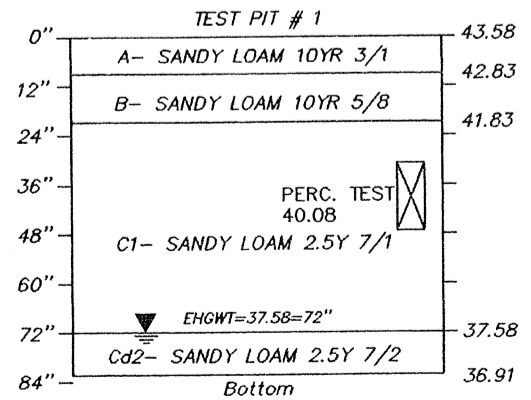 TEST PIT # 1
0" 43.58
A- SANDY LOAM 10YR 3/1
42.83
12"
B- SANDY LOAM 10YR 5/8
41.83
24"
36"
PERC. TEST
40.08
48"
C1- SANDY LOAM 2.5Y 7/1
60"
EHGWT=37.58=72"
72" 37.58
Cd2- SANDY LOAM 2.5Y 7/2
84" 36.91
Bottom